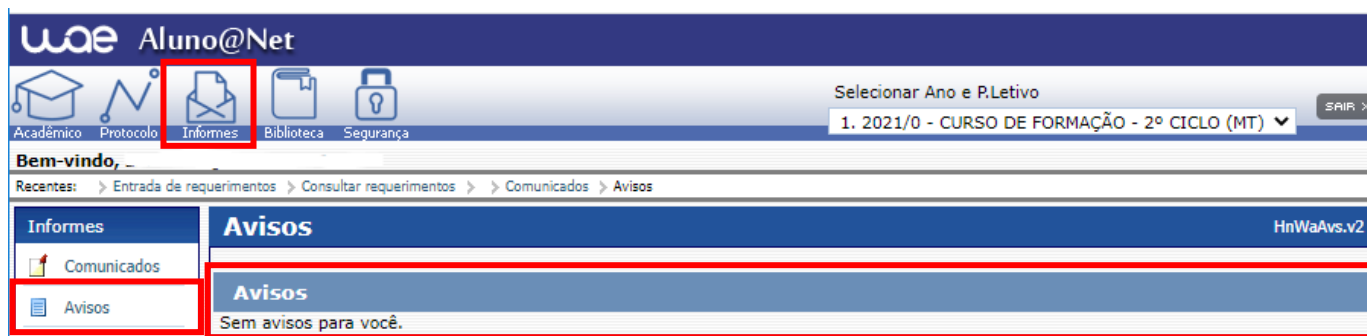 wae Aluno@Net
Selecionar Ano e P.Letivo
1. 2021/0 - CURSO DE FORMAÇÃO - 2º CICLO (MT)
SAIR
Acadêmico Protocolo Informes Biblioteca Segurança
Bem-vindo,
Recentes: > Entrada de requerimentos > Consultar requerimentos > > Comunicados > Avisos
Informes
Avisos HnWaAvs.v2
Comunicados
Avisos
Avisos
Sem avisos para você.